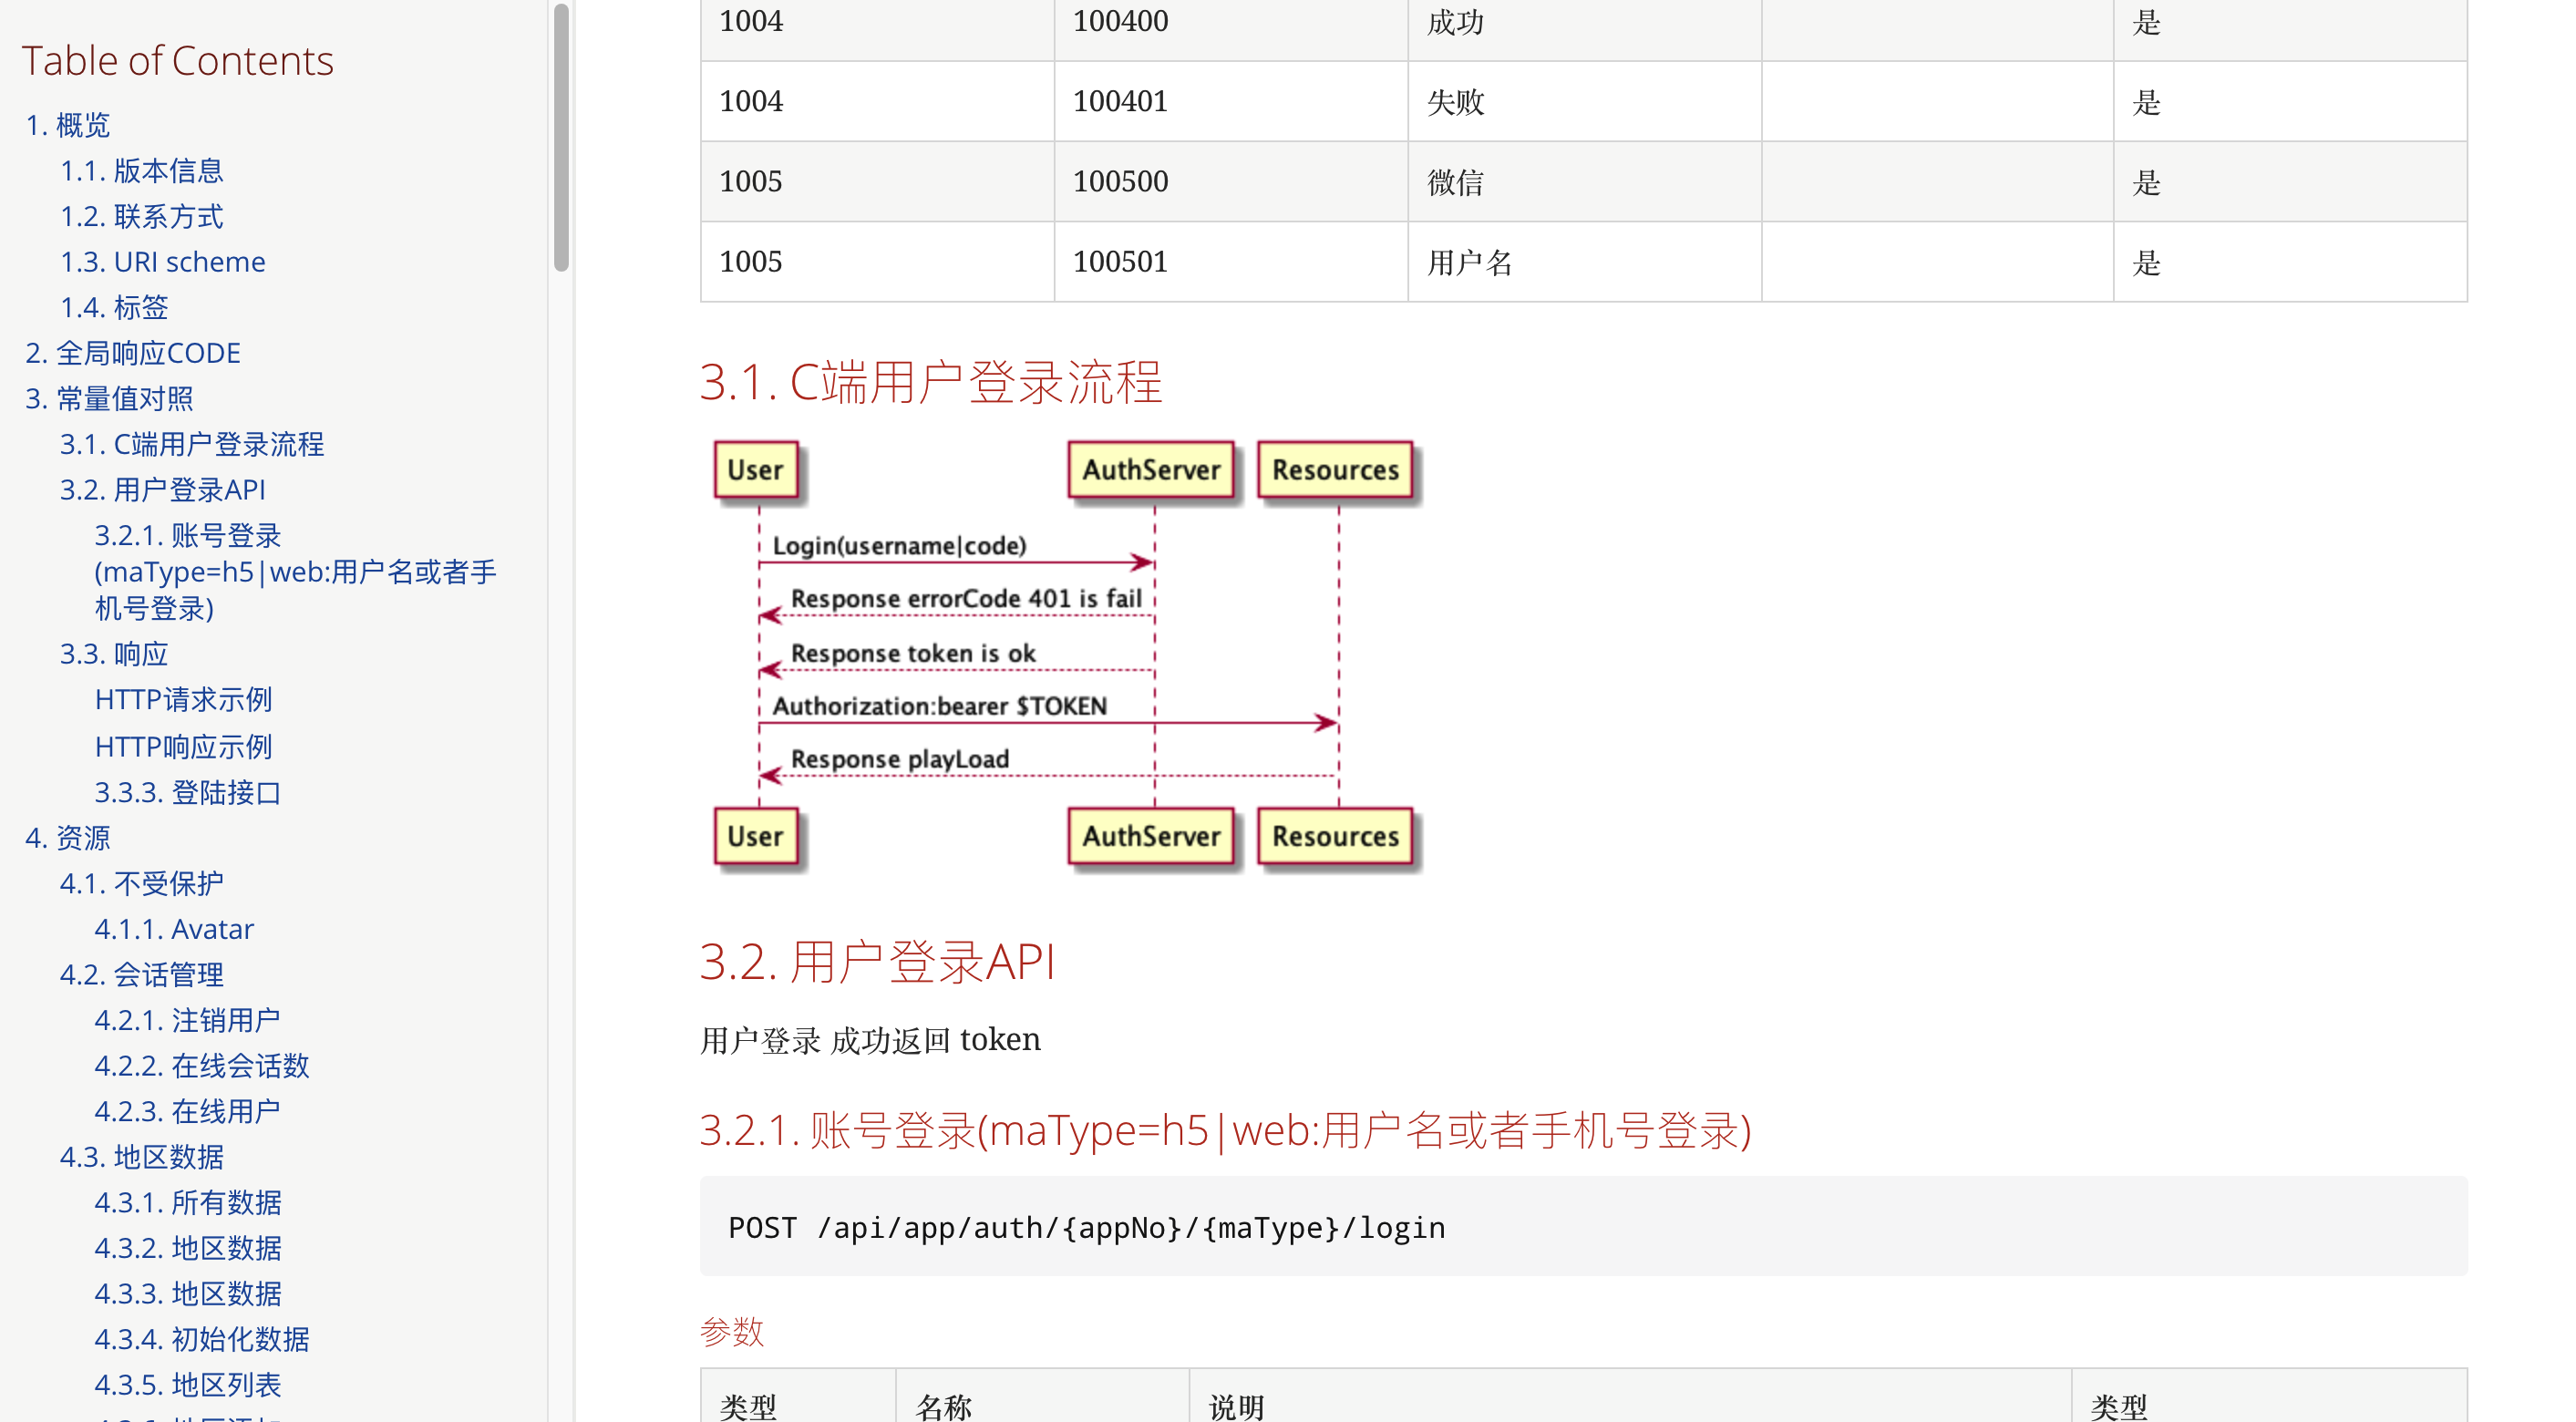 Table of Contents
1. 概览
1.1. 版本信息
1.2. 联系方式
1.3. URI scheme
1.4. 标签
2. 全局响应CODE
3. 常量值对照
3.1. C端用户登录流程
3.2. 用户登录API
3.2.1. 账号登录
(maType=h5|web:用户名或者手
机号登录)
3.3. 响应
HTTP请求示例
HTTP响应示例
3.3.3. 登陆接口
4. 资源
4.1. 不受保护
4.1.1. Avatar
4.2. 会话管理
4.2.1. 注销用户
4.2.2. 在线会话数
4.2.3. 在线用户
4.3. 地区数据
4.3.1. 所有数据
4.3.2. 地区数据
4.3.3. 地区数据
4.3.4. 初始化数据
4.3.5. 地区列表
1004 100400 成功 是
1004 100401 失败 是
1005 100500 微信 是
1005 100501 用户名 是
3.1. C端用户登录流程
User AuthServer Resources
Login(username|code)
Response errorCode 401 is fail
Response token is ok
Authorization:bearer $TOKEN
Response playLoad
User AuthServer Resources
3.2. 用户登录API
用户登录 成功返回 token
3.2.1. 账号登录(maType=h5|web:用户名或者手机号登录)
POST /api/app/auth/{appNo}/{maType}/login
参数
类型 名称 说明 类型